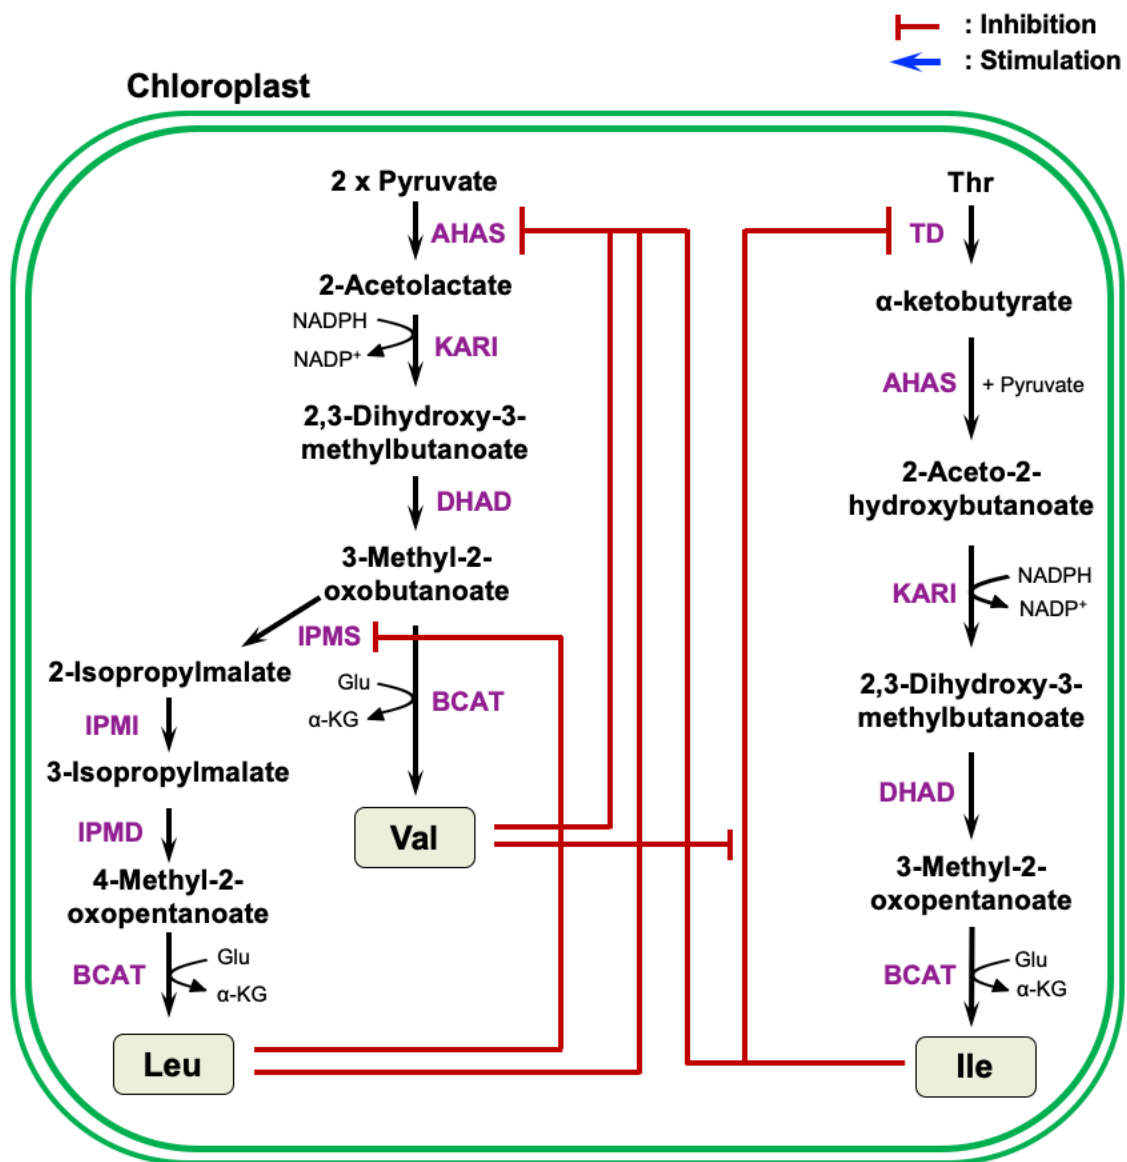 : Inhibition
: Stimulation
Chloroplast
2 x Pyruvate
AHAS
2-Acetolactate
NADPH
NADP+
KARI
2,3-Dihydroxy-3-
methylbutanoate
DHAD
3-Methyl-2-
oxobutanoate
IPMS
2-Isopropylmalate
Glu
α-KG
BCAT
IPMI
3-Isopropylmalate
IPMD
Val
4-Methyl-2-
oxopentanoate
BCAT
Glu
α-KG
Leu
Thr
TD
α-ketobutyrate
AHAS
+ Pyruvate
2-Aceto-2-
hydroxybutanoate
KARI
NADPH
NADP+
2,3-Dihydroxy-3-
methylbutanoate
DHAD
3-Methyl-2-
oxopentanoate
BCAT
Glu
α-KG
Ile